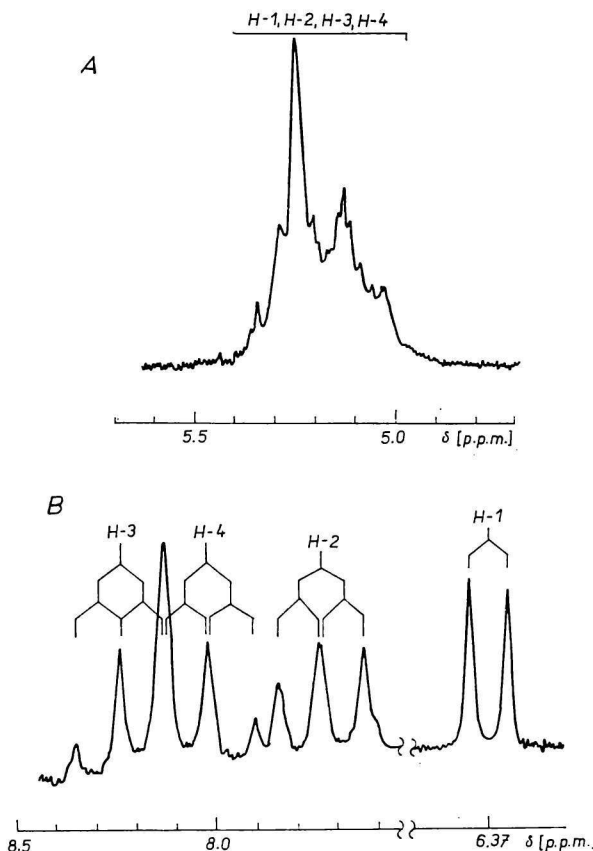 H-1, H-2, H-3, H-4
A
5.5 5.0 δ [p.p.m.]
B
H-3 H-4 H-2 H-1
8.5 8.0 6.37 δ [p.p.m.]